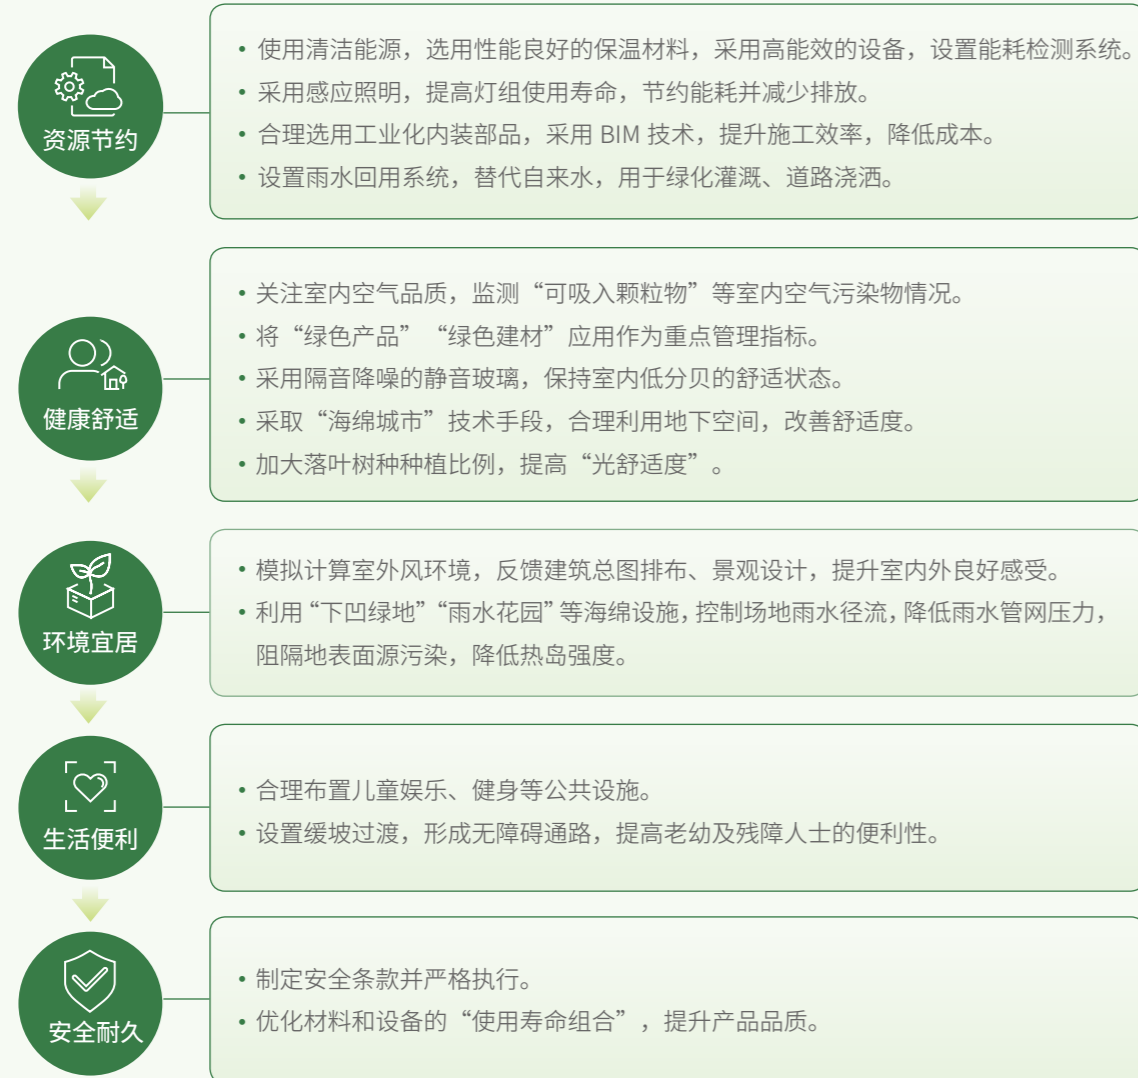 资源节约
• 使用清洁能源，选用性能良好的保温材料，采用高能效的设备，设置能耗检测系统。
• 采用感应照明，提高灯组使用寿命，节约能耗并减少排放。
• 合理选用工业化内装部品，采用 BIM 技术，提升施工效率，降低成本。
• 设置雨水回用系统，替代自来水，用于绿化灌溉、道路浇洒。
健康舒适
• 关注室内空气品质，监测“可吸入颗粒物”等室内空气污染物情况。
• 将“绿色产品”“绿色建材”应用作为重点管理指标。
• 采用隔音降噪的静音玻璃，保持室内低分贝的舒适状态。
• 采取“海绵城市”技术手段，合理利用地下空间，改善舒适度。
• 加大落叶树种种植比例，提高“光舒适度”。
环境宜居
• 模拟计算室外风环境，反馈建筑总图排布、景观设计，提升室内外良好感受。
• 利用“下凹绿地”“雨水花园”等海绵设施，控制场地雨水径流，降低雨水管网压力，
阻隔地表面源污染，降低热岛强度。
生活便利
• 合理布置儿童娱乐、健身等公共设施。
• 设置缓坡过渡，形成无障碍通路，提高老幼及残障人士的便利性。
安全耐久
• 制定安全条款并严格执行。
• 优化材料和设备的“使用寿命组合”，提升产品品质。